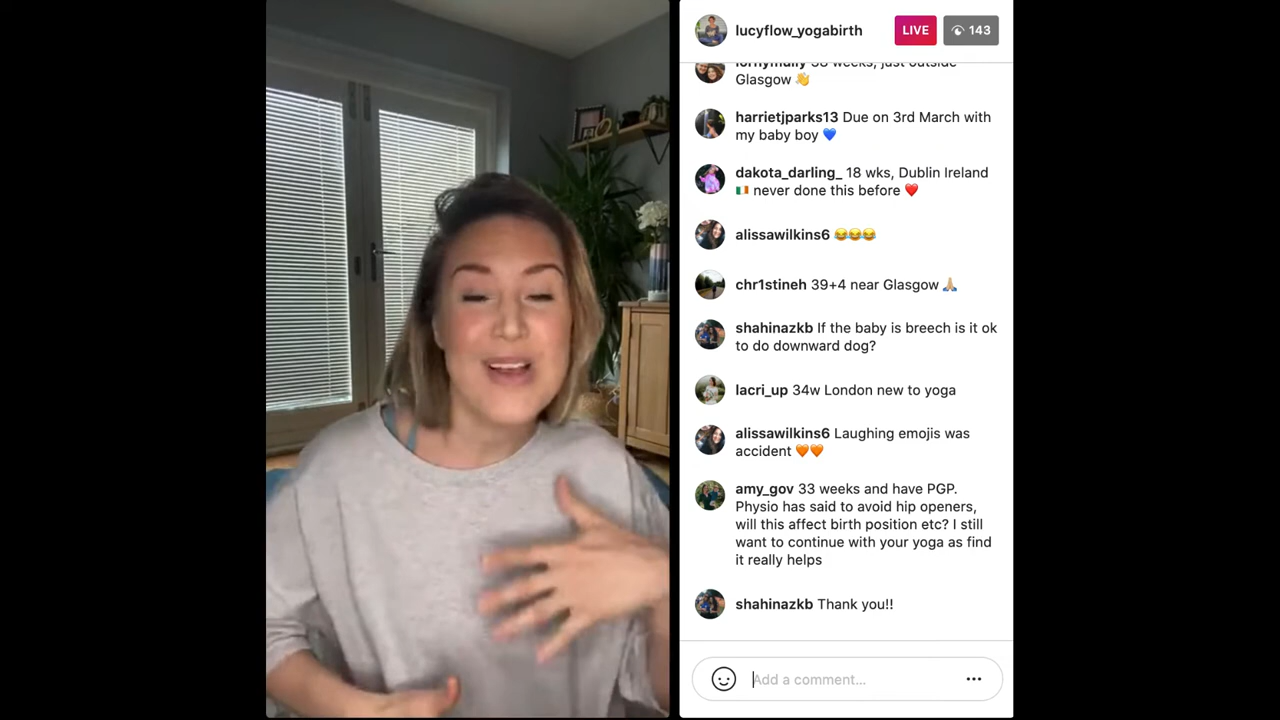 lucyflow_yogabirth LIVE 143
weeks, just outside
Glasgow 👋
harrietjparks13 Due on 3rd March with
my baby boy 💙
dakota_darling_ 18 wks, Dublin Ireland
🇮🇪 never done this before ❤️
alissawilkins6 😂😂😂
chr1stineh 39+4 near Glasgow 🙏🏼
shahinazkb If the baby is breech is it ok
to do downward dog?
lacri_up 34w London new to yoga
alissawilkins6 Laughing emojis was
accident 🧡🧡
amy_gov 33 weeks and have PGP.
Physio has said to avoid hip openers,
will this affect birth position etc? I still
want to continue with your yoga as find
it really helps
shahinazkb Thank you!!
Add a comment...